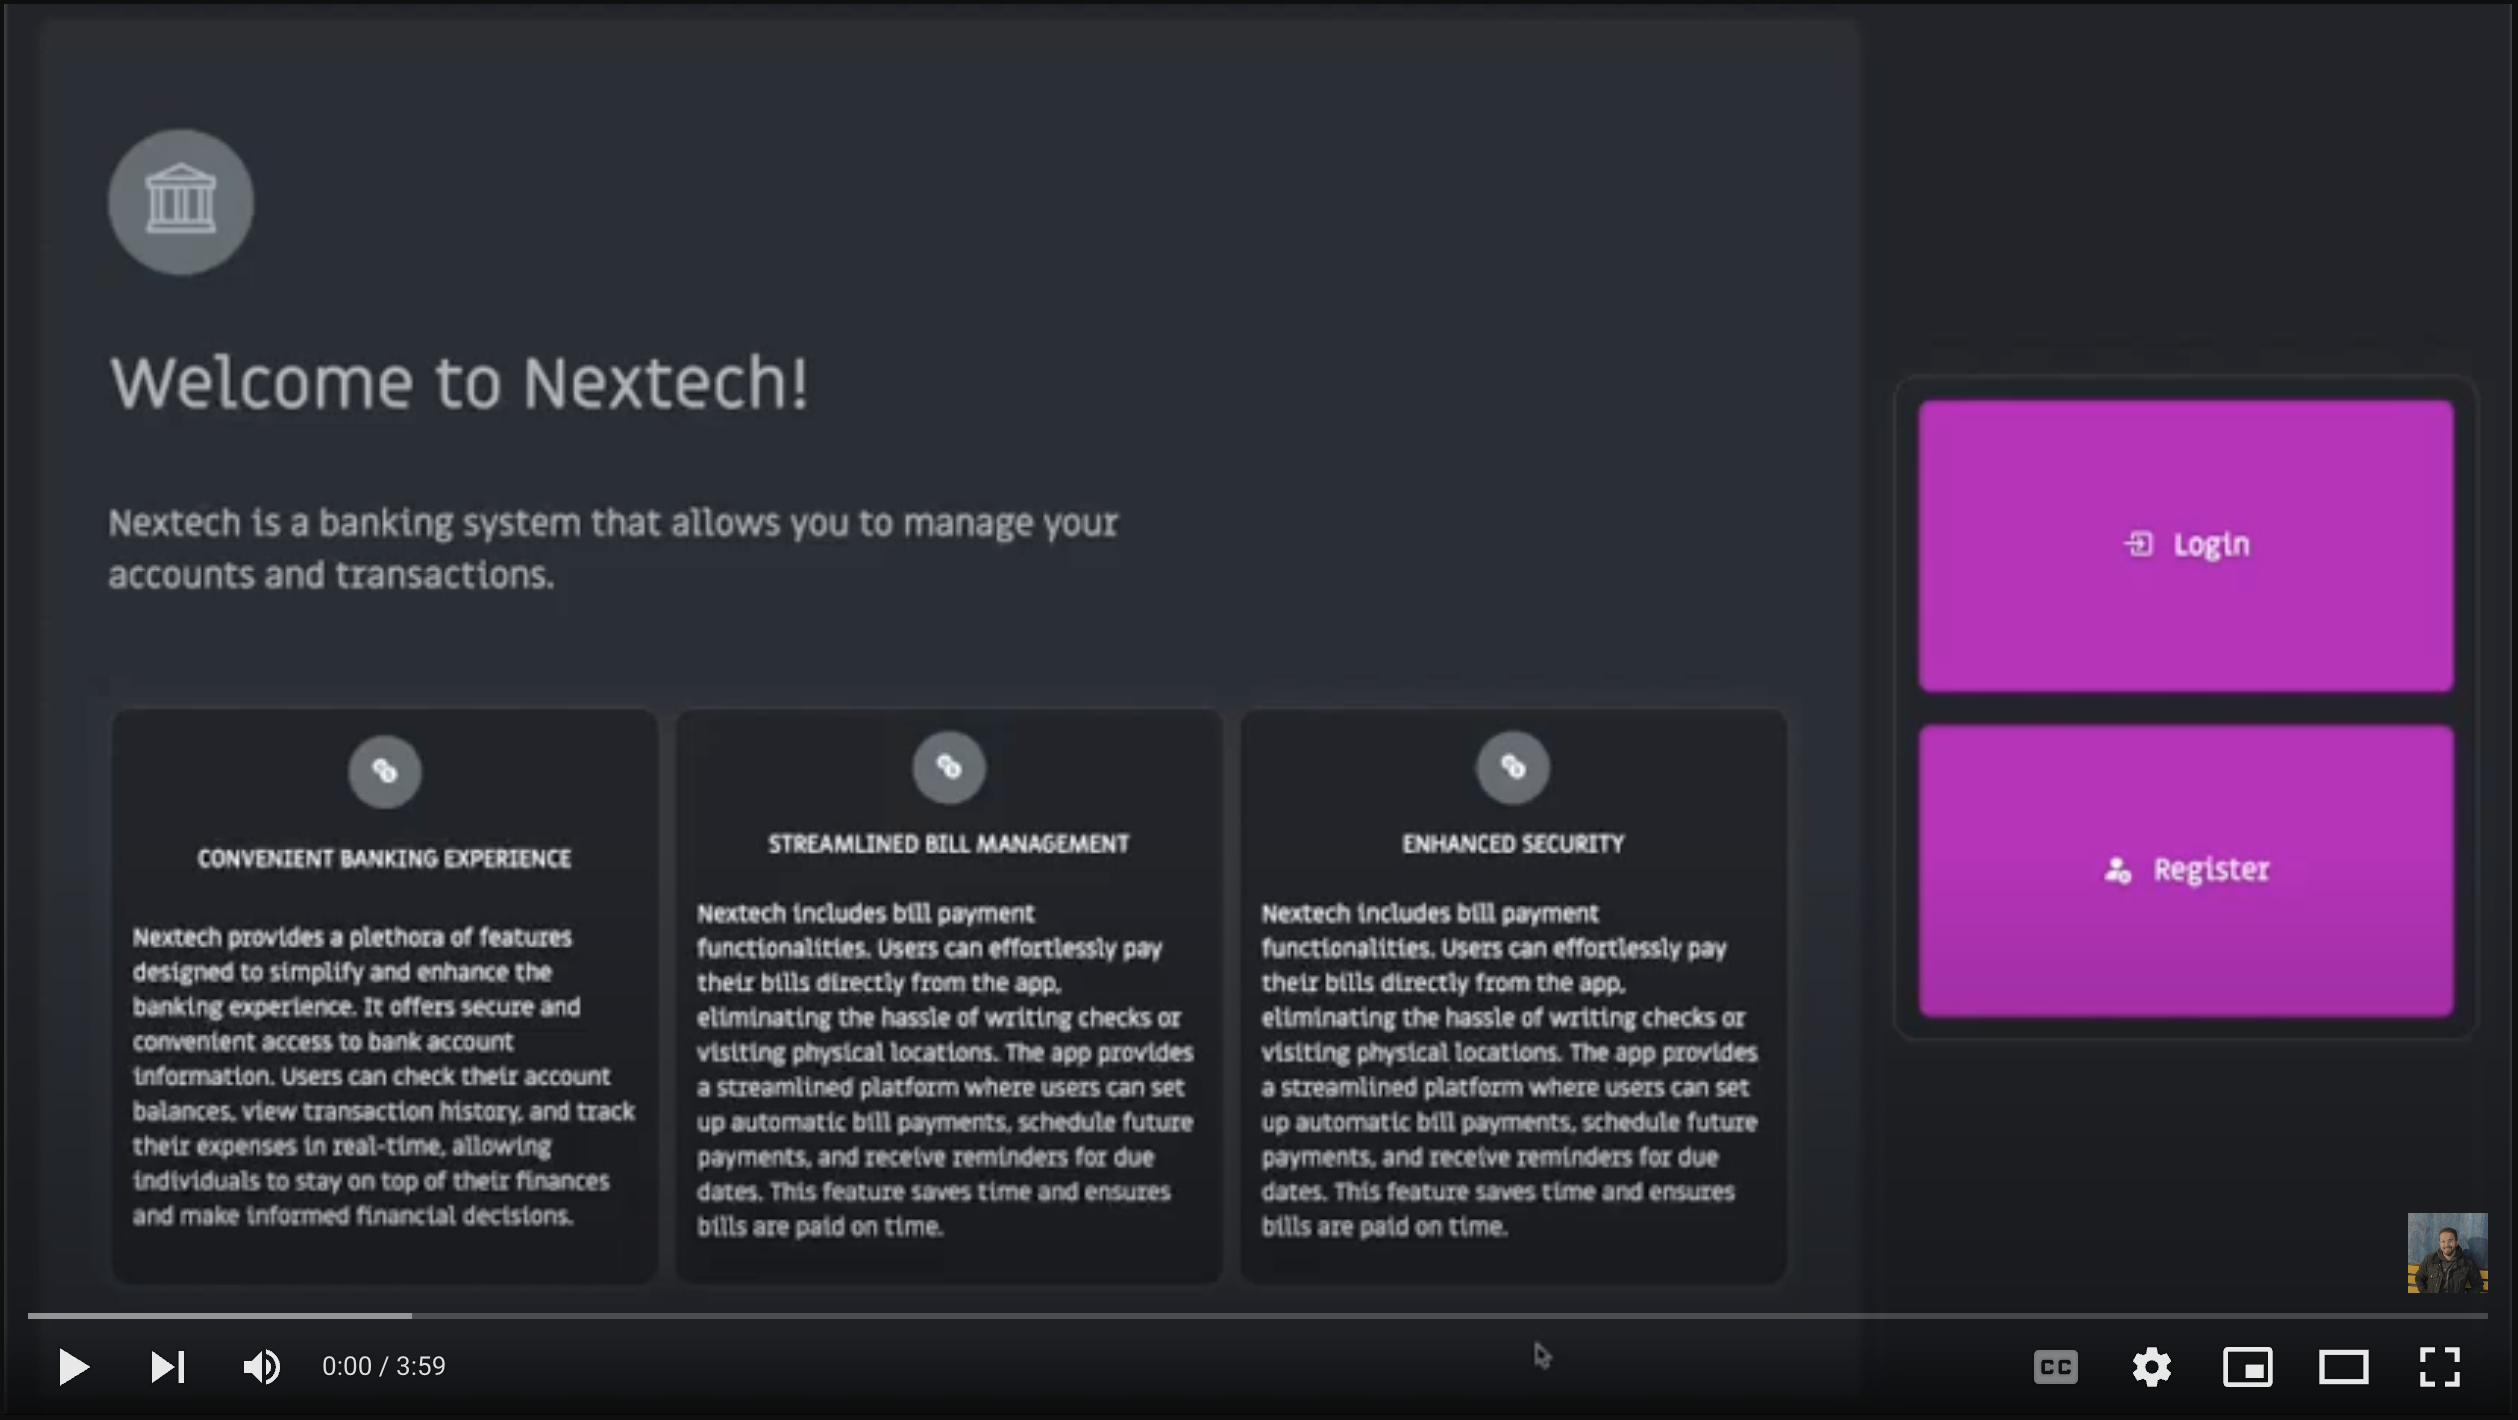 Welcome to Nextech!
Nextech is a banking system that allows you to manage your
accounts and transactions.
CONVENIENT BANKING EXPERIENCE
Nextech provides a plethora of features
designed to simplify and enhance the
banking experience. It offers secure and
convenient access to bank account
information. Users can check their account
balances, view transaction history, and track
their expenses in real-time, allowing
individuals to stay on top of their finances
and make informed financial decisions.
STREAMLINED BILL MANAGEMENT
Nextech includes bill payment
functionalities. Users can effortlessly pay
their bills directly from the app,
eliminating the hassle of writing checks or
visiting physical locations. The app provides
a streamlined platform where users can set
up automatic bill payments, schedule future
payments, and receive reminders for due
dates. This feature saves time and ensures
bills are paid on time.
ENHANCED SECURITY
Nextech includes bill payment
functionalities. Users can effortlessly pay
their bills directly from the app,
eliminating the hassle of writing checks or
visiting physical locations. The app provides
a streamlined platform where users can set
up automatic bill payments, schedule future
payments, and receive reminders for due
dates. This feature saves time and ensures
bills are paid on time.
Login
Register
0:00 / 3:59
CC